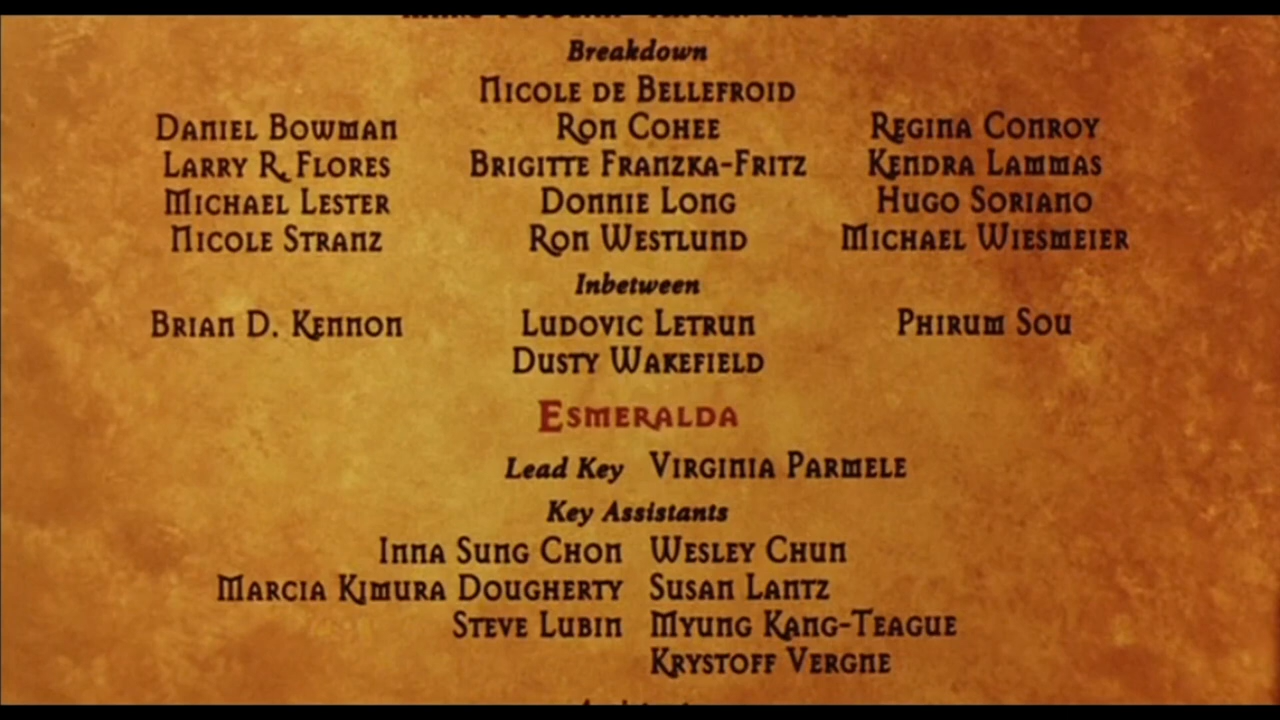 Breakdown
Nicole de Bellefroid
Daniel Bowman Ron Cohee Regina Conroy
Larry R. Flores Brigitte Franzka-Fritz Kendra Lammas
Michael Lester Donnie Long Hugo Soriano
Nicole Stranz Ron Westlund Michael Wiesmeier
Inbetween
Brian D. Kennon Ludovic Letrun Phirum Sou
Dusty Wakefield
Esmeralda
Lead Key Virginia Parmele
Key Assistants
Inna Sung Chon Wesley Chun
Marcia Kimura Dougherty Susan Lantz
Steve Lubin Myung Kang-Teague
Krystoff Vergne